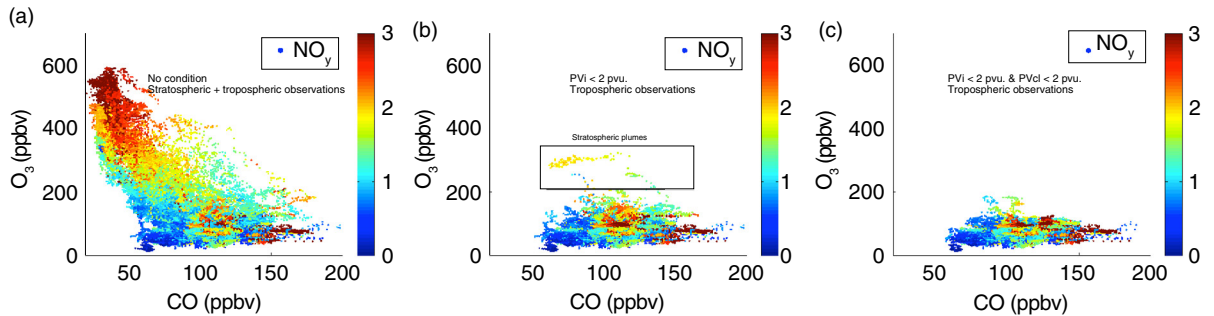 (a)
NOy
No condition
Stratospheric + tropospheric observations
O3 (ppbv)
600
400
200
0
50
100
150
200
CO (ppbv)
3
2
1
0
(b)
NOy
PVi < 2 pvu.
Tropospheric observations
Stratospheric plumes
O3 (ppbv)
600
400
200
0
50
100
150
200
CO (ppbv)
3
2
1
0
(c)
NOy
PVi < 2 pvu. & PVcl < 2 pvu.
Tropospheric observations
O3 (ppbv)
600
400
200
0
50
100
150
200
CO (ppbv)
3
2
1
0